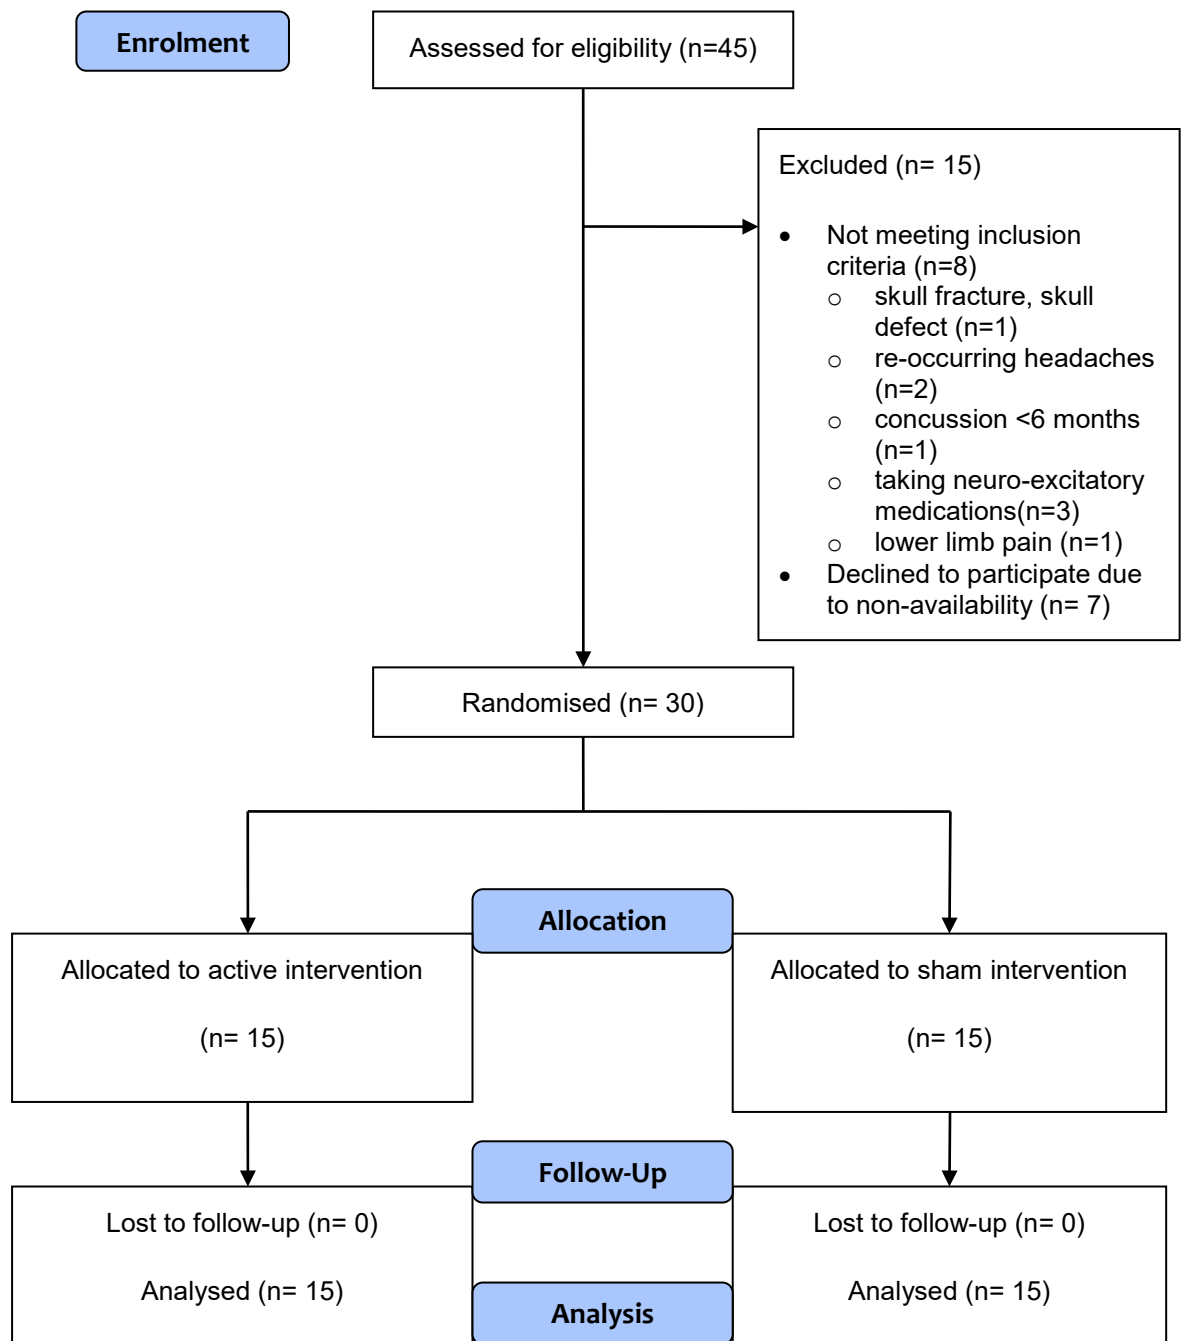 Enrolment
Assessed for eligibility (n=45)
Excluded (n= 15)
• Not meeting inclusion
criteria (n=8)
o skull fracture, skull
defect (n=1)
o re-occurring headaches
(n=2)
o concussion <6 months
(n=1)
o taking neuro-excitatory
medications(n=3)
o lower limb pain (n=1)
• Declined to participate due
to non-availability (n= 7)
Randomised (n= 30)
Allocation
Allocated to active intervention
(n= 15)
Allocated to sham intervention
(n= 15)
Follow-Up
Lost to follow-up (n= 0)
Analysed (n= 15)
Lost to follow-up (n= 0)
Analysed (n= 15)
Analysis